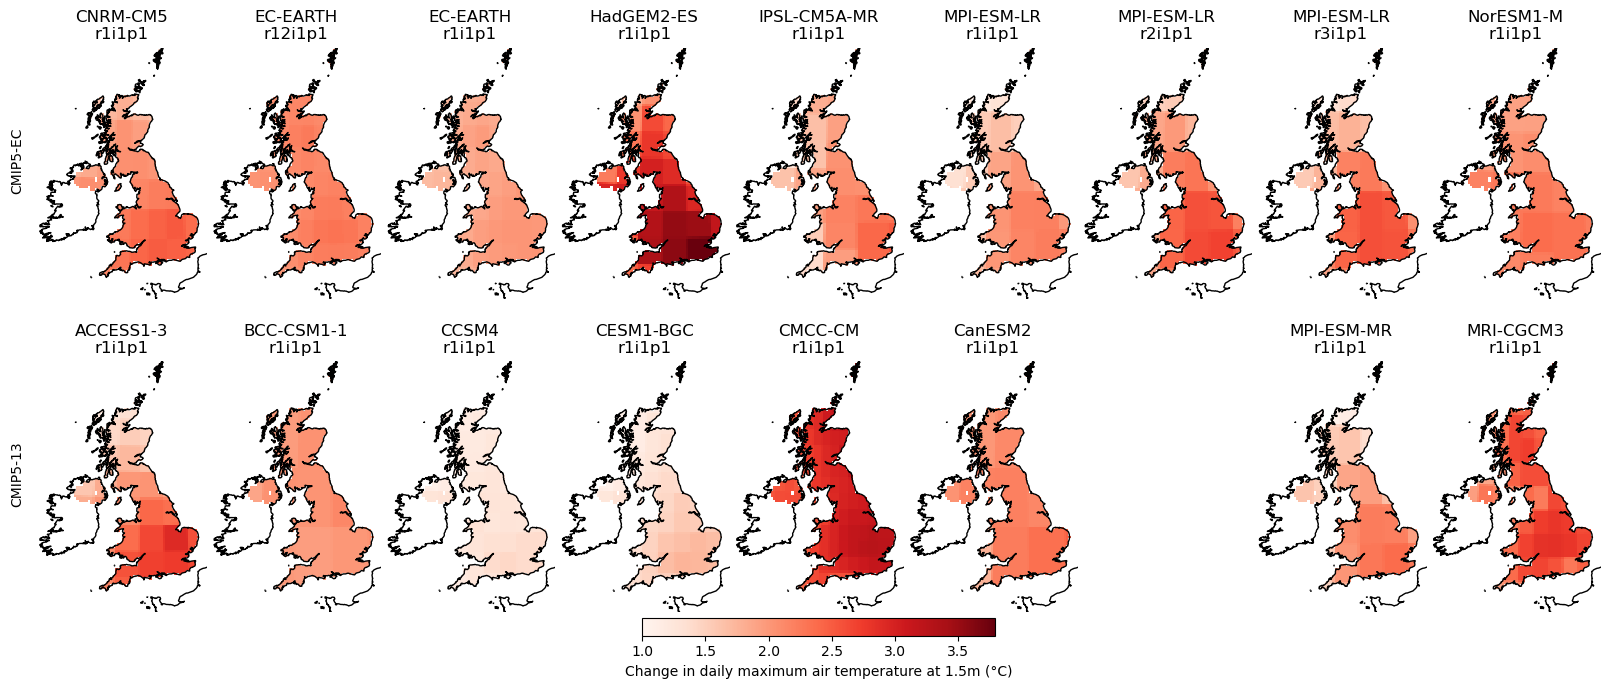 CNRM-CM5
r1i1p1
EC-EARTH
r12i1p1
EC-EARTH
r1i1p1
HadGEM2-ES
r1i1p1
IPSL-CM5A-MR
r1i1p1
MPI-ESM-LR
r1i1p1
MPI-ESM-LR
r2i1p1
MPI-ESM-LR
r3i1p1
NorESM1-M
r1i1p1
CMIP5-EC
ACCESS1-3
r1i1p1
BCC-CSM1-1
r1i1p1
CCSM4
r1i1p1
CESM1-BGC
r1i1p1
CMCC-CM
r1i1p1
CanESM2
r1i1p1
MPI-ESM-MR
r1i1p1
MRI-CGCM3
r1i1p1
CMIP5-13
1.0 1.5 2.0 2.5 3.0 3.5
Change in daily maximum air temperature at 1.5m (°C)